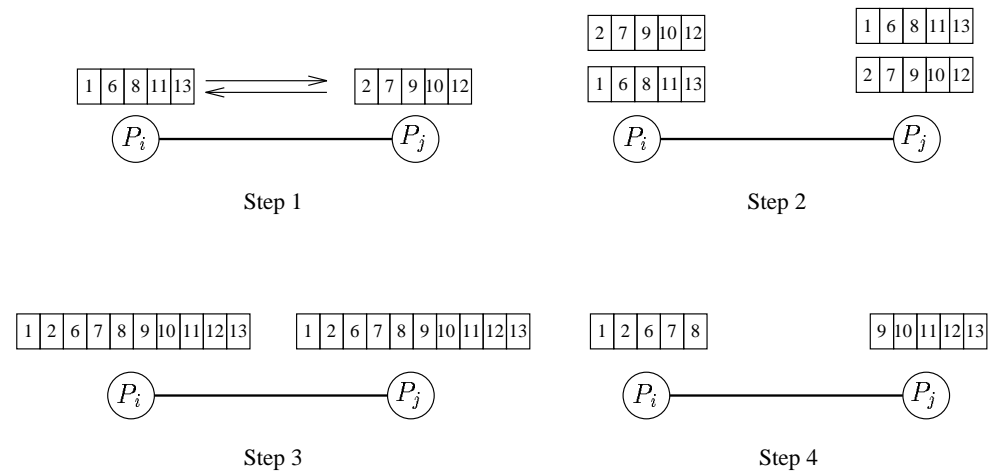 2 7 9 10 12
1 6 8 11 13
1 6 8 11 13
2 7 9 10 12
1 6 8 11 13
2 7 9 10 12
P_i
P_j
P_i
P_j
Step 1
Step 2
1 2 6 7 8 9 10 11 12 13
1 2 6 7 8 9 10 11 12 13
1 2 6 7 8
9 10 11 12 13
P_i
P_j
P_i
P_j
Step 3
Step 4